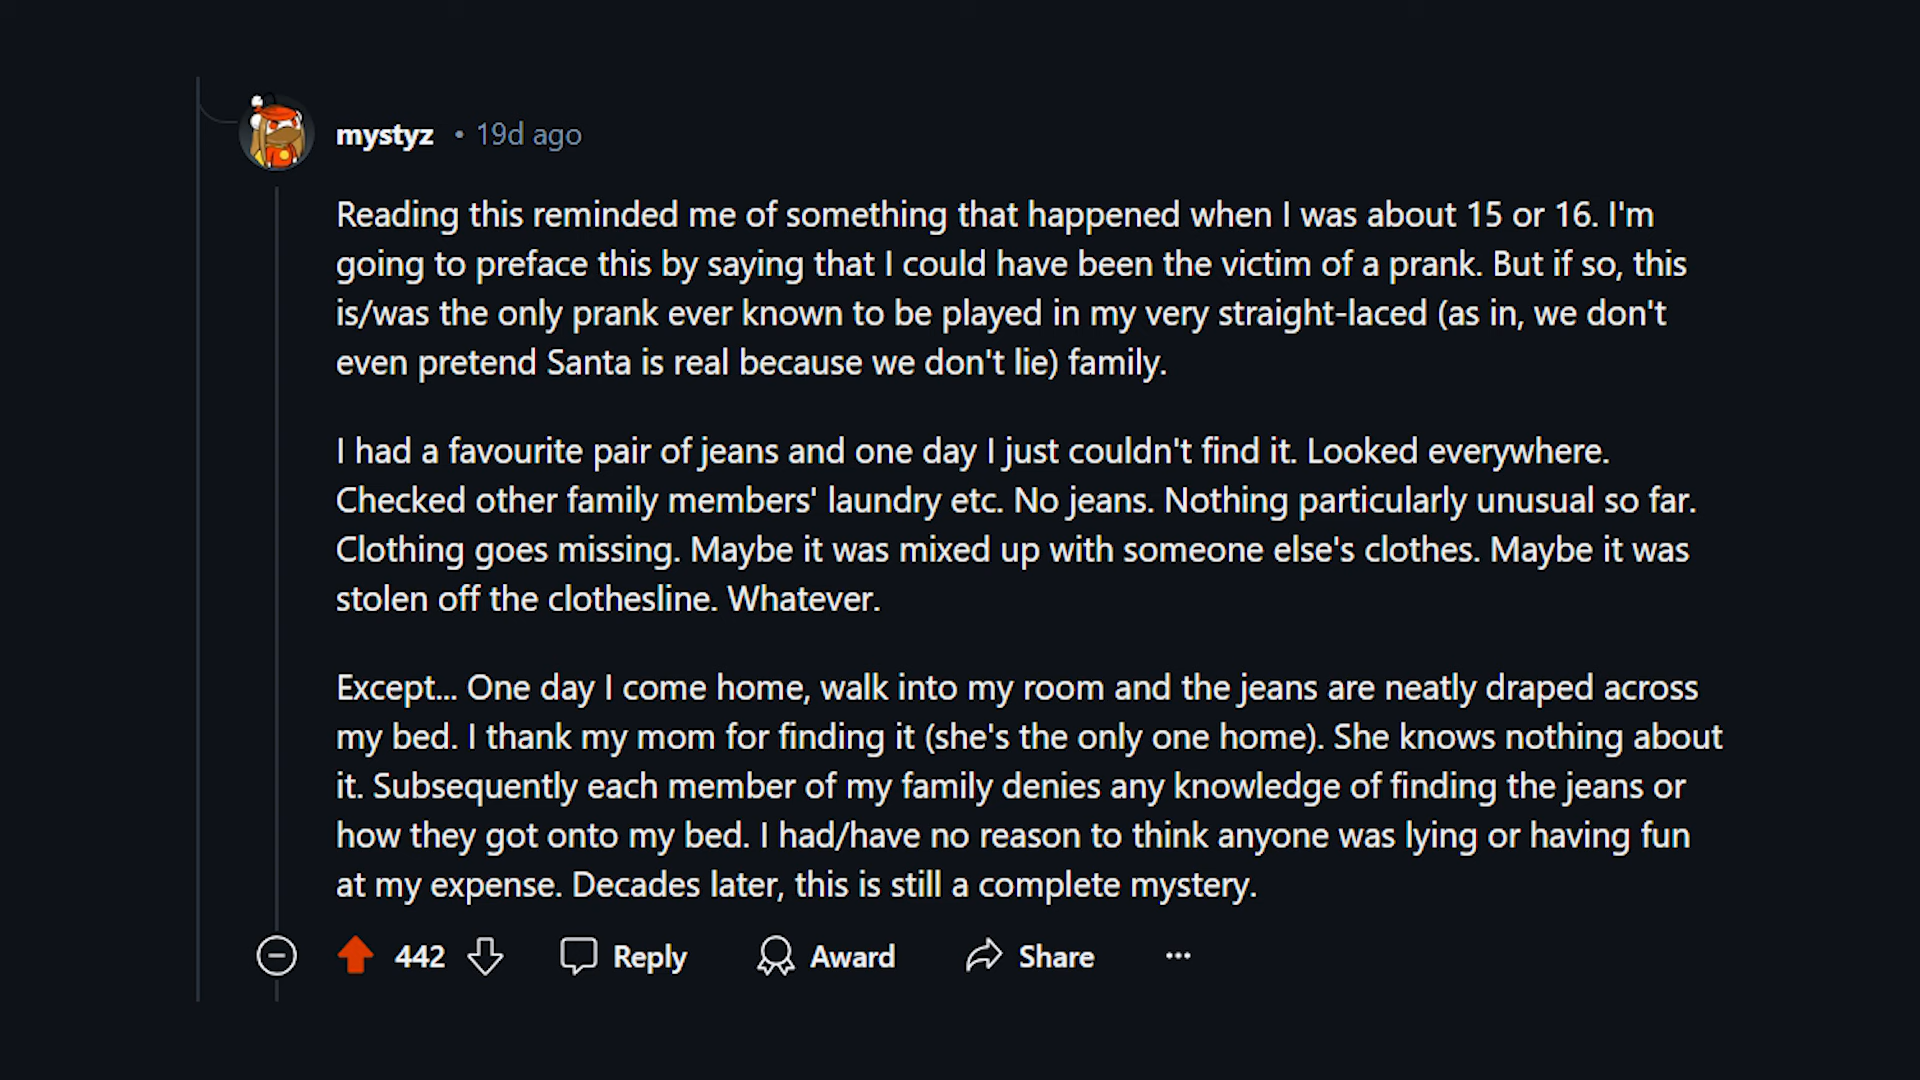 mystyz • 19d ago
Reading this reminded me of something that happened when I was about 15 or 16. I'm
going to preface this by saying that I could have been the victim of a prank. But if so, this
is/was the only prank ever known to be played in my very straight-laced (as in, we don't
even pretend Santa is real because we don't lie) family.
I had a favourite pair of jeans and one day I just couldn't find it. Looked everywhere.
Checked other family members' laundry etc. No jeans. Nothing particularly unusual so far.
Clothing goes missing. Maybe it was mixed up with someone else's clothes. Maybe it was
stolen off the clothesline. Whatever.
Except... One day I come home, walk into my room and the jeans are neatly draped across
my bed. I thank my mom for finding it (she's the only one home). She knows nothing about
it. Subsequently each member of my family denies any knowledge of finding the jeans or
how they got onto my bed. I had/have no reason to think anyone was lying or having fun
at my expense. Decades later, this is still a complete mystery.
442 Reply Award Share ...